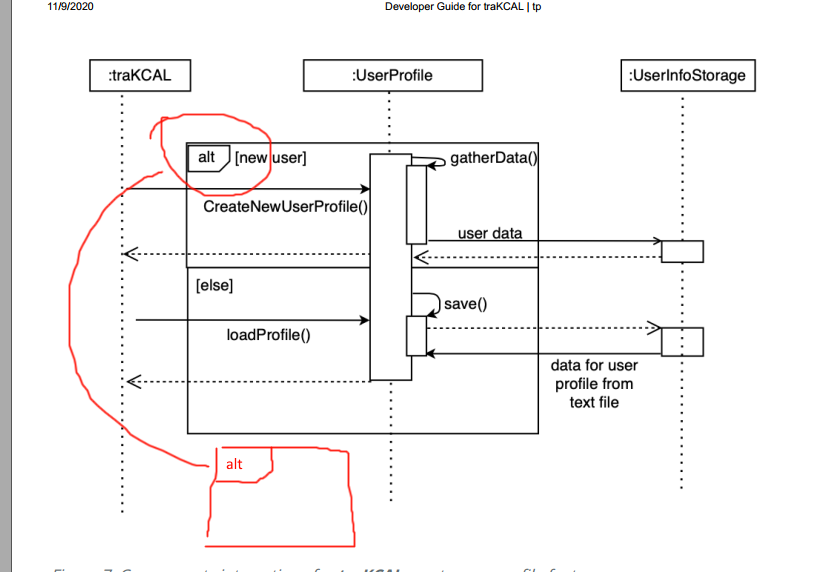 11/9/2020
Developer Guide for traKCAL | tp
:traKCAL
:UserProfile
:UserInfoStorage
alt
[new user]
gatherData()
CreateNewUserProfile()
user data
[else]
save()
loadProfile()
data for user
profile from
text file
alt